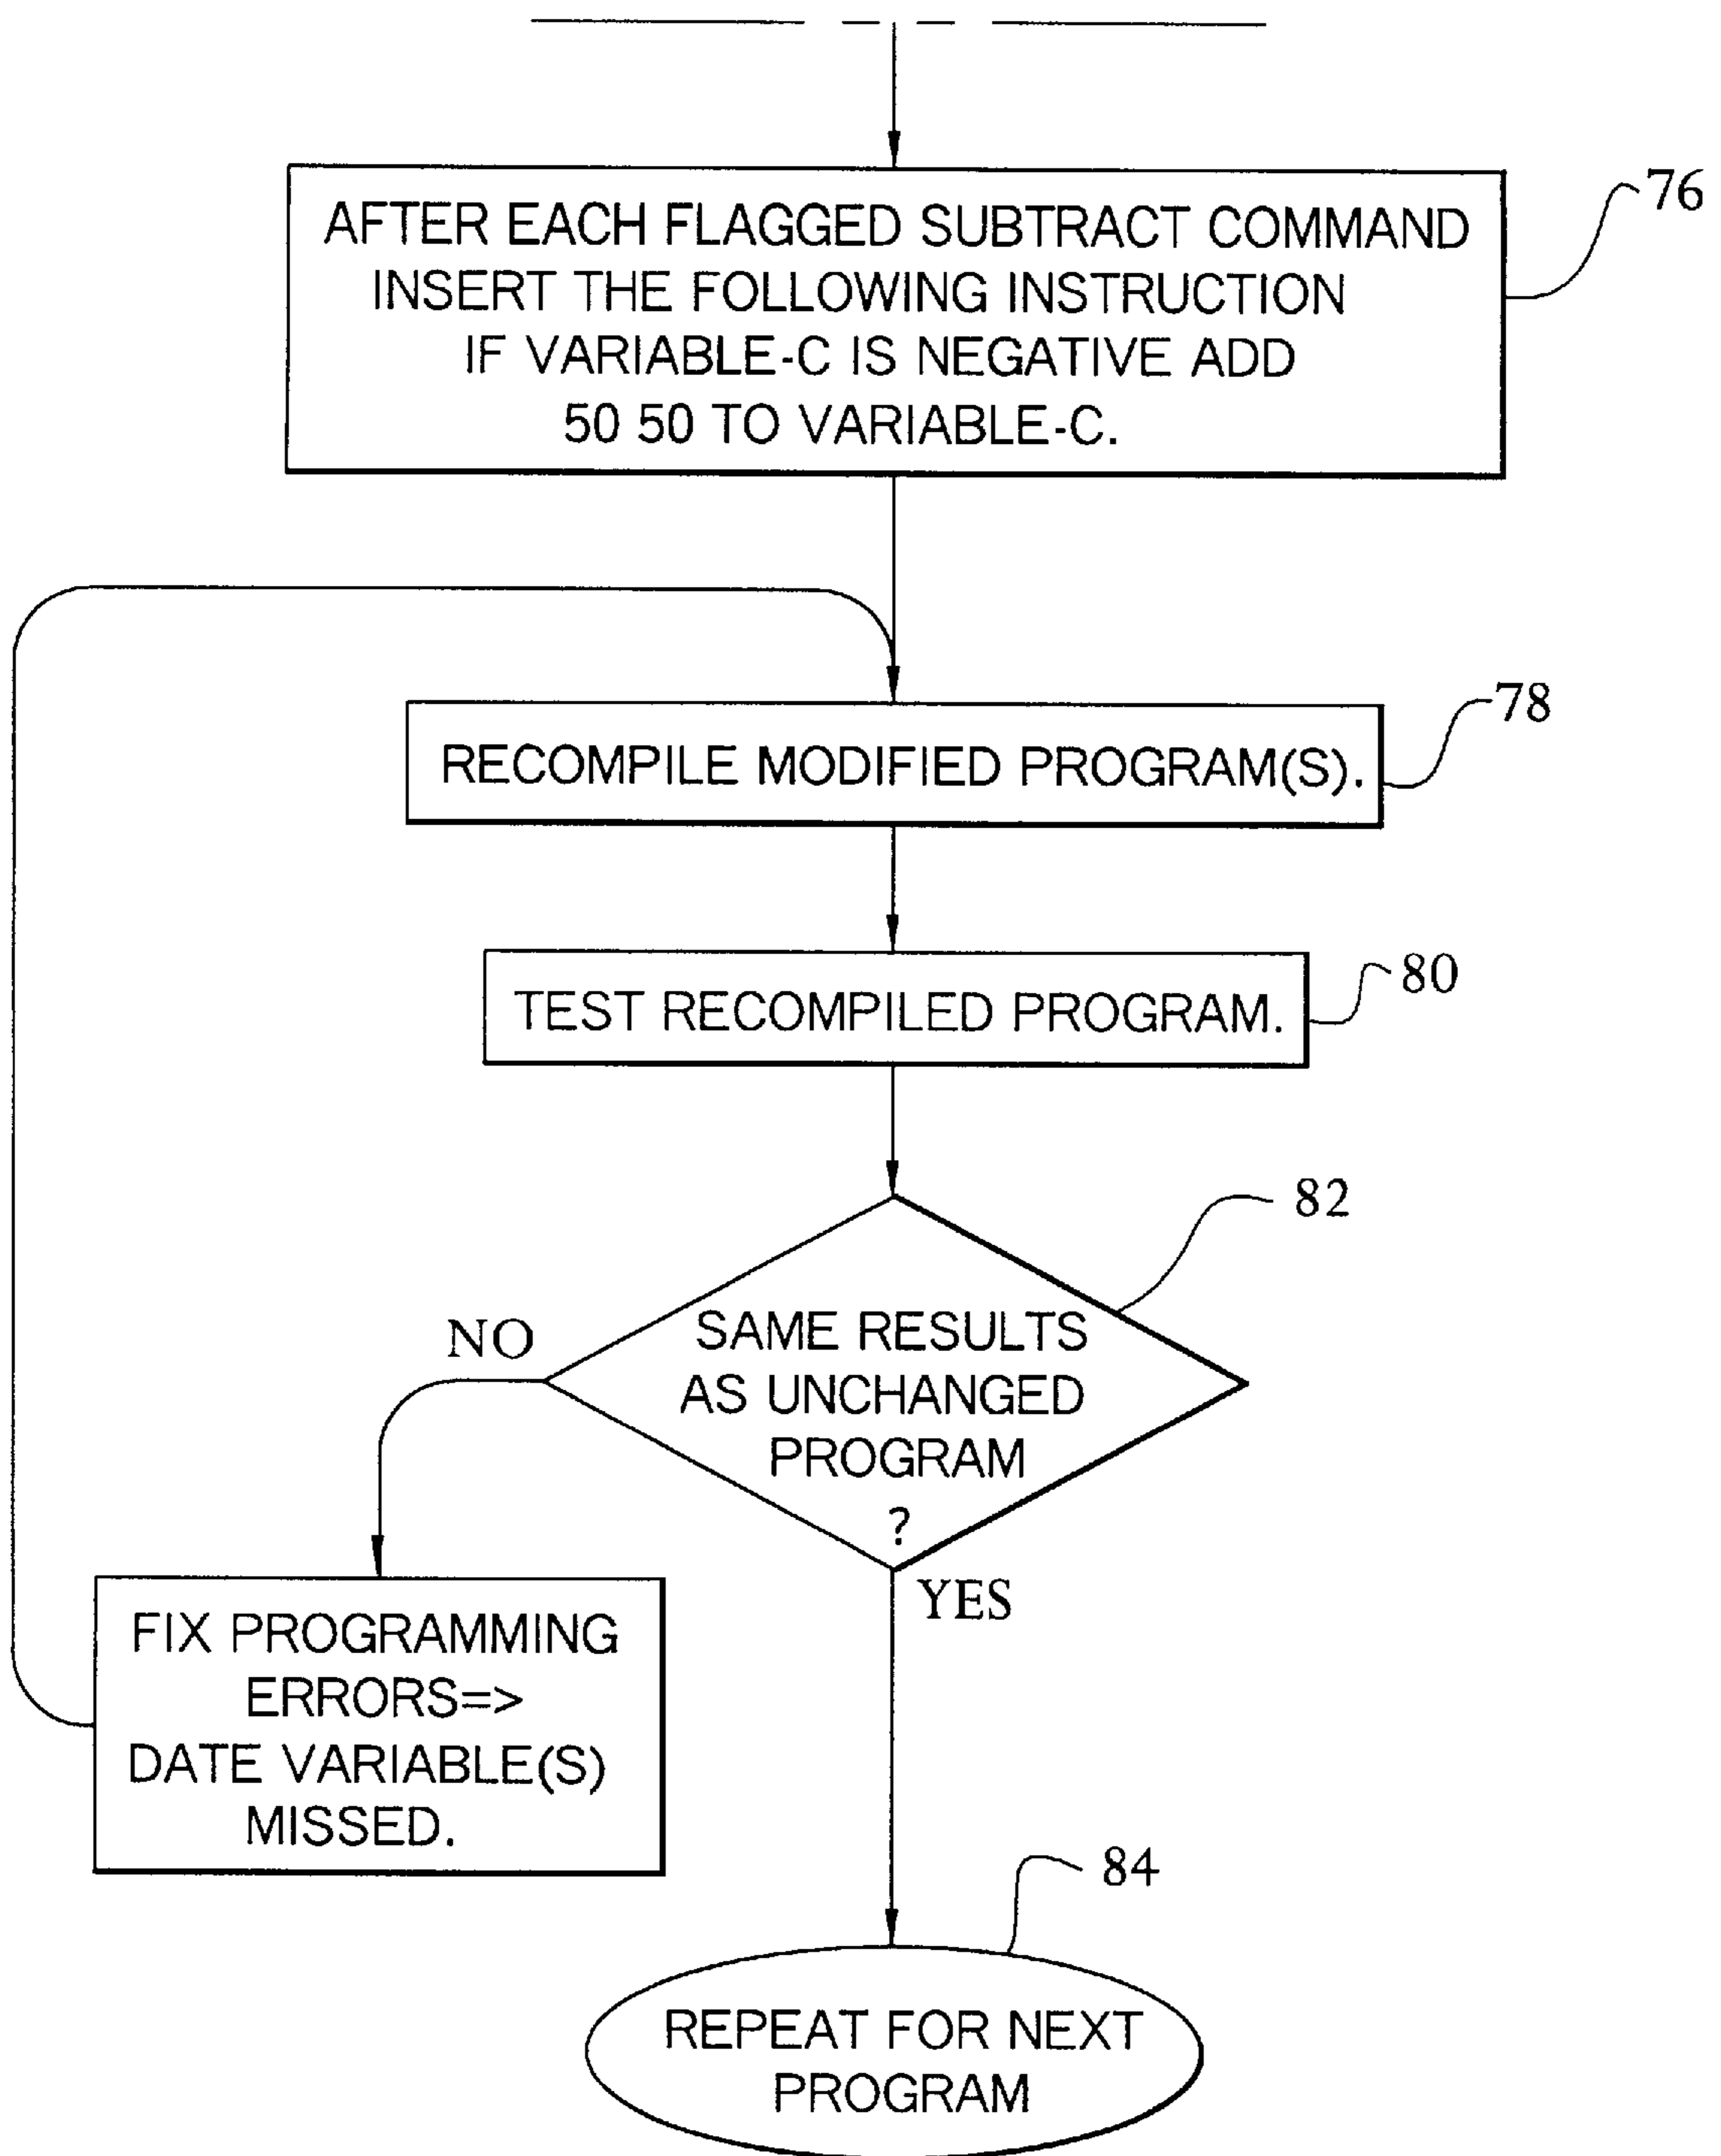 AFTER EACH FLAGGED SUBTRACT COMMAND
INSERT THE FOLLOWING INSTRUCTION
IF VARIABLE-C IS NEGATIVE ADD
50 50 TO VARIABLE-C.
76
RECOMPILE MODIFIED PROGRAM(S).
78
TEST RECOMPILED PROGRAM.
80
82
SAME RESULTS
AS UNCHANGED
PROGRAM
?
NO
YES
FIX PROGRAMMING
ERRORS=>
DATE VARIABLE(S)
MISSED.
84
REPEAT FOR NEXT
PROGRAM